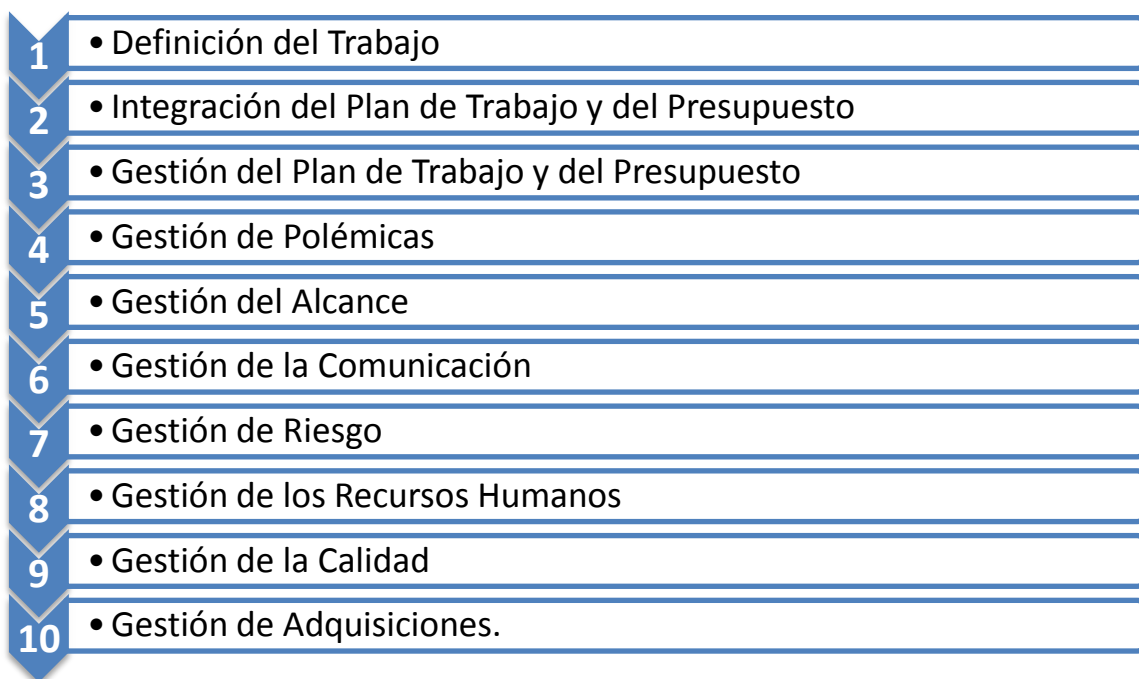 1 • Definición del Trabajo
2 • Integración del Plan de Trabajo y del Presupuesto
3 • Gestión del Plan de Trabajo y del Presupuesto
4 • Gestión de Polémicas
5 • Gestión del Alcance
6 • Gestión de la Comunicación
7 • Gestión de Riesgo
8 • Gestión de los Recursos Humanos
9 • Gestión de la Calidad
10 • Gestión de Adquisiciones.